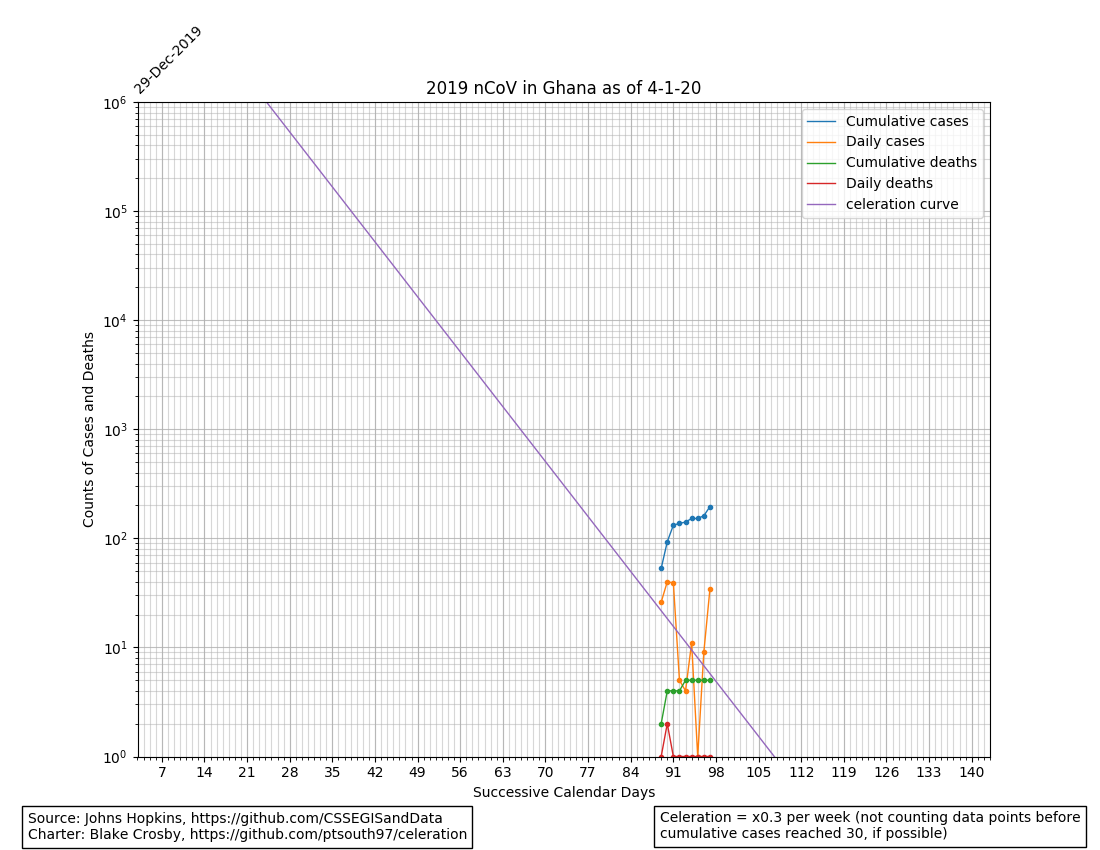 29-Dec-2019
2019 nCoV in Ghana as of 4-1-20
Cumulative cases
Daily cases
Cumulative deaths
Daily deaths
celeration curve
10^6
10^5
10^4
10^3
10^2
10^1
10^0
Counts of Cases and Deaths
7 14 21 28 35 42 49 56 63 70 77 84 91 98 105 112 119 126 133 140
Successive Calendar Days
Source: Johns Hopkins, https://github.com/CSSEGISandData
Charter: Blake Crosby, https://github.com/ptsouth97/celeration
Celeration = x0.3 per week (not counting data points before
cumulative cases reached 30, if possible)